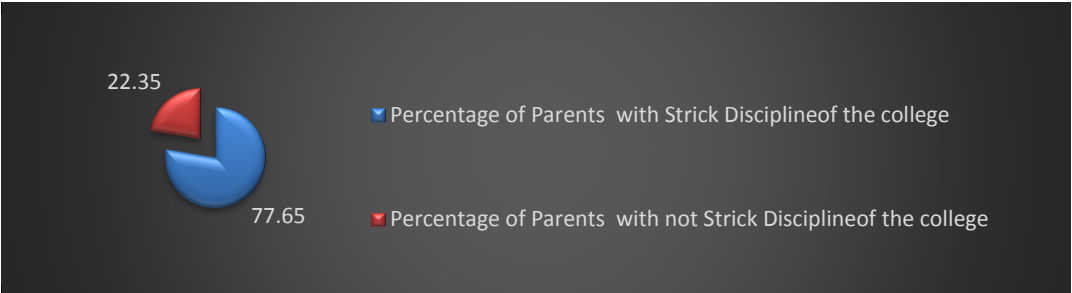 22.35
77.65
Percentage of Parents with Strick Disciplineof the college
Percentage of Parents with not Strick Disciplineof the college